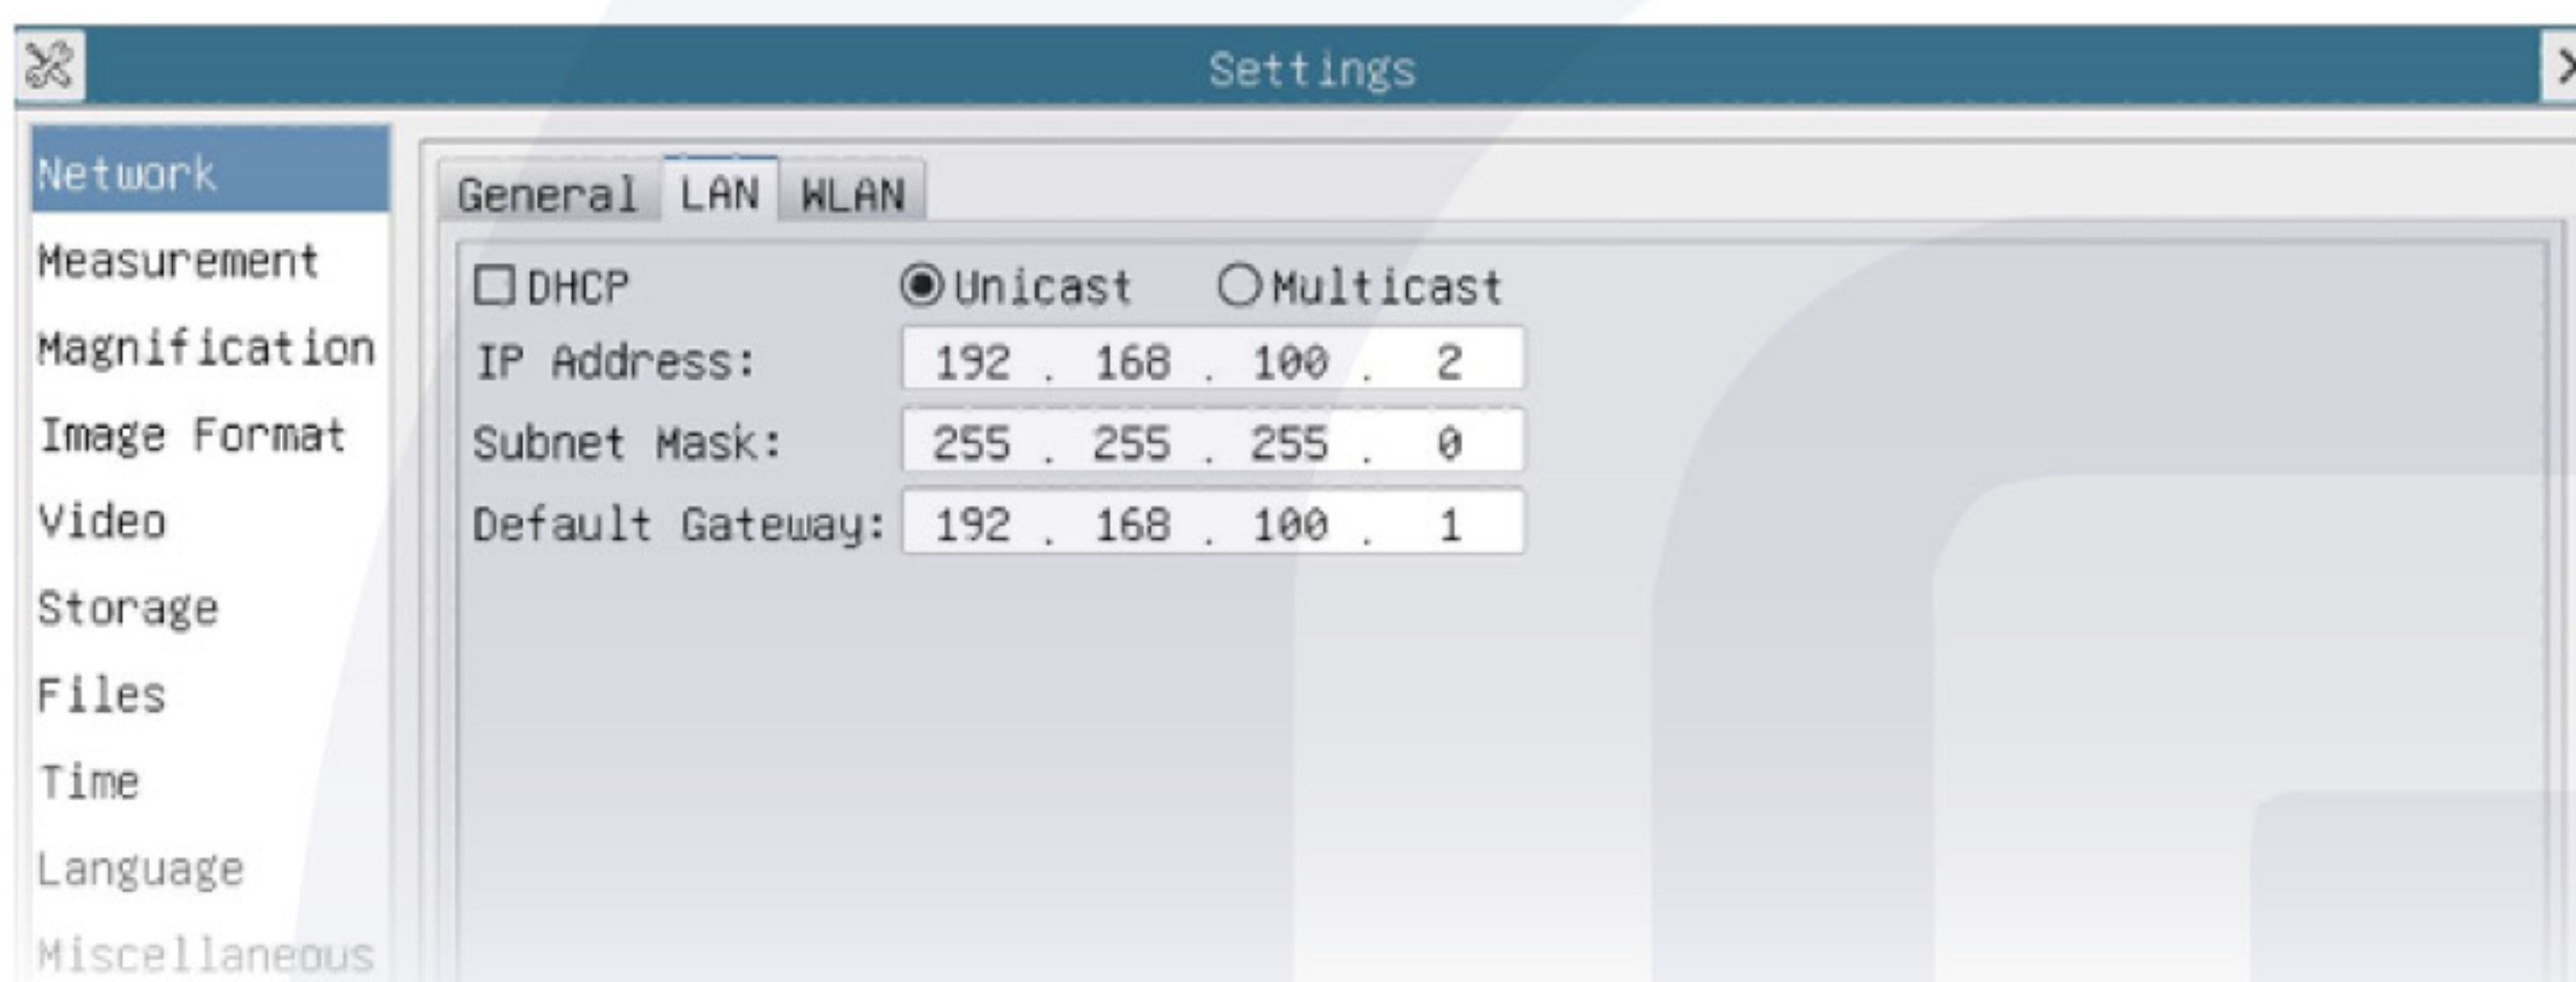 Settings
Network
Measurement
Magnification
Image Format
Video
Storage
Files
Time
Language
Miscellaneous
General LAN WLAN
DHCP Unicast Multicast
IP Address: 192 . 168 . 100 . 2
Subnet Mask: 255 . 255 . 255 . 0
Default Gateway: 192 . 168 . 100 . 1